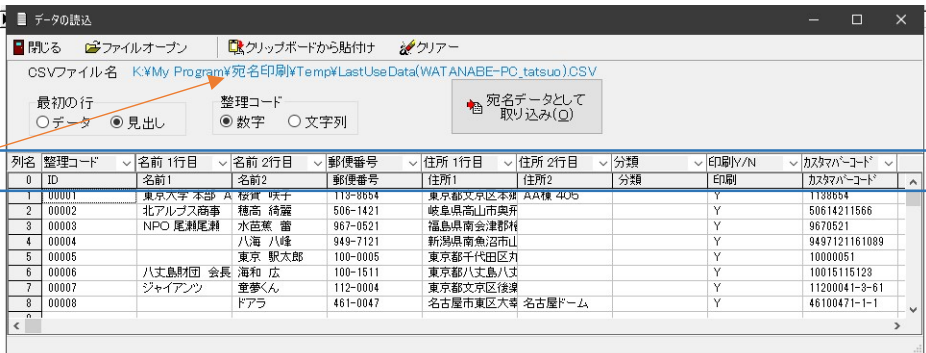 データの読込
閉じる ファイルオープン クリップボードから貼付け クリアー
CSVファイル名 K:¥My Program¥宛名印刷¥Temp¥LastUseData(WATANABE-PC_tatsuo).CSV
最初の行 整理コード 宛名データとして
データ 見出し 数字 文字列 取り込み(O)
列名 整理コード 名前 1行目 名前 2行目 郵便番号 住所 1行目 住所 2行目 分類 印刷Y/N カスタマバーコード
0 ID 名前1 名前2 郵便番号 住所1 住所2 分類 印刷 カスタマバーコード
00001 東京大学 本部 A 桜賀 咲子 113-8654 東京都文京区本郷 AA棟 405 Y 1138654
2 00002 北アルプス商事 穂高 綺麗 506-1421 岐阜県高山市奥飛 Y 50614211566
3 00003 NPO 尾瀬尾瀬 水芭蕉 蕾 967-0521 福島県南会津郡檜 Y 9670521
4 00004 八海 八峰 949-7121 新潟県南魚沼市山 Y 9497121161089
5 00005 東京 駅太郎 100-0005 東京都千代田区丸 Y 10000051
6 00006 八丈島財団 会長 海和 広 100-1511 東京都八丈島八丈 Y 10015115123
7 00007 ジャイアンツ 童夢くん 112-0004 東京都文京区後楽 Y 11200041-3-61
8 00008 ドアラ 461-0047 名古屋市東区大幸 名古屋ドーム Y 46100471-1-1